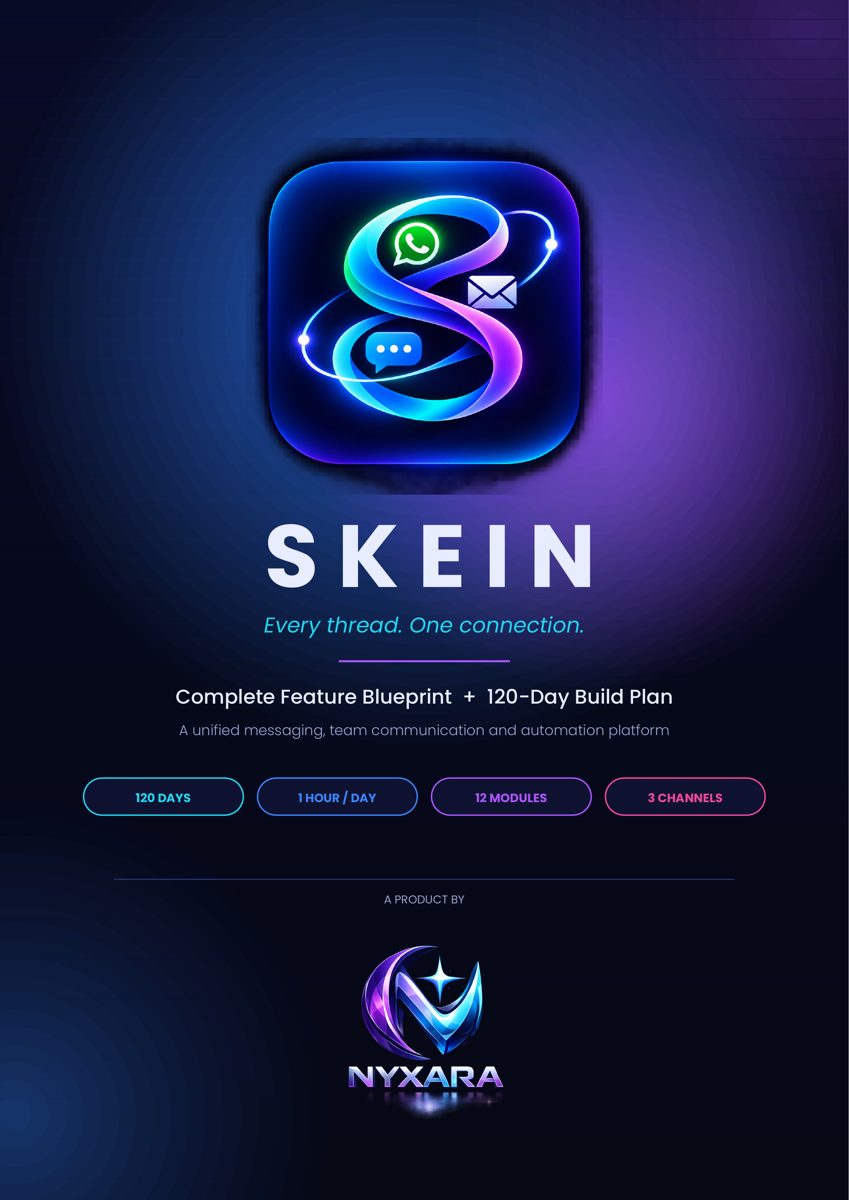 SKEIN
Every thread. One connection.
Complete Feature Blueprint + 120-Day Build Plan
A unified messaging, team communication and automation platform
120 DAYS
1 HOUR / DAY
12 MODULES
3 CHANNELS
A PRODUCT BY
NYXARA